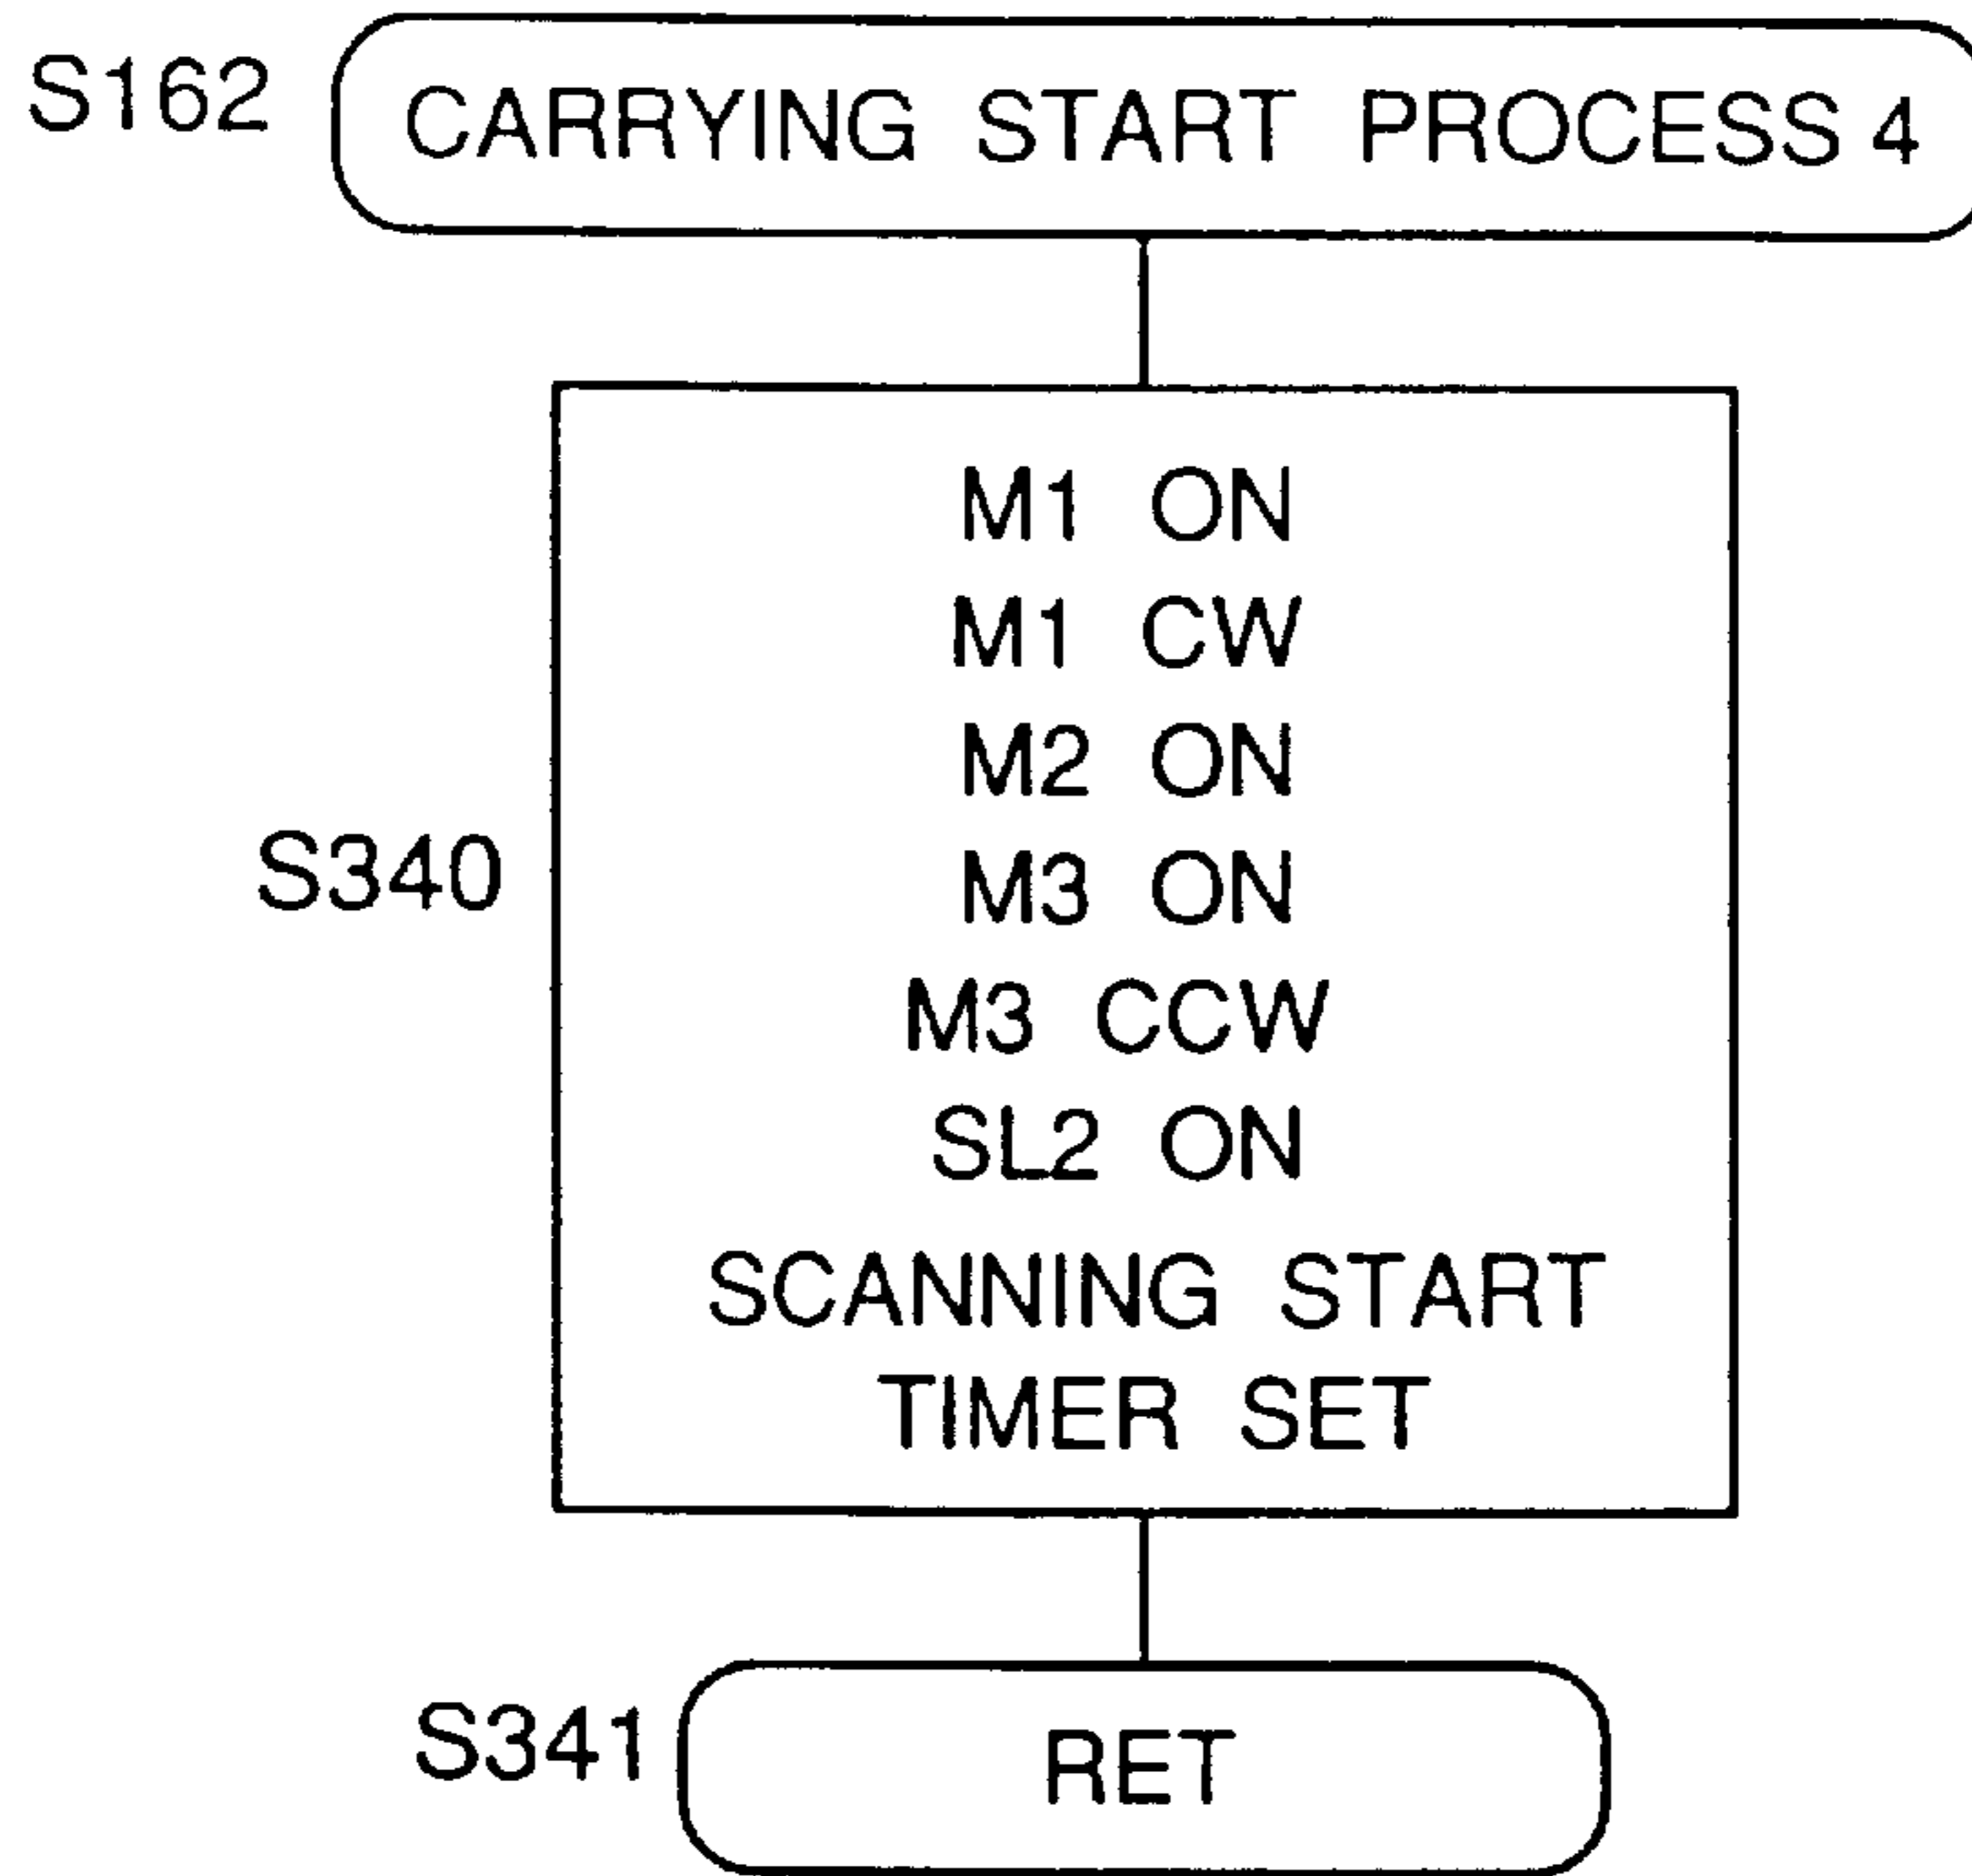 S162 CARRYING START PROCESS 4
M1 ON
M1 CW
M2 ON
S340 M3 ON
M3 CCW
SL2 ON
SCANNING START
TIMER SET
S341 RET